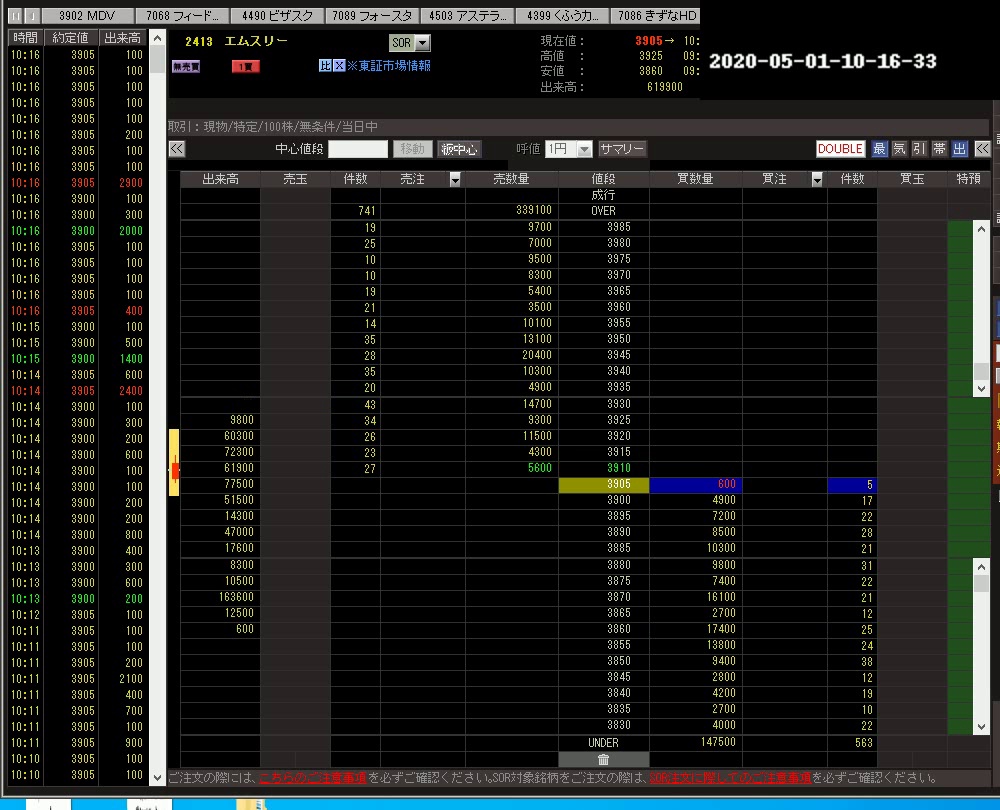 3902 MDV 7068 フィード... 4490 ビザスク 7089 フォースタ 4503 アステラ... 4399 くふうカ... 7086 きずなHD
2413 エムスリー SOR 現在値： 3905→ 10:
高値： 3925 03:
無売買 1買 比 X ※東証市場情報 安値： 3860 09:
出来高： 619900
2020-05-01-10-16-33
取引：現物/特定/100株/無条件/当日中
中心値段 移動 板中心 呼値 1円 サマリー DOUBLE 最 気 引 帯 出
時間 約定値 出来高
10:16 3905 100
10:16 3905 100
10:16 3905 100
10:16 3905 100
10:16 3905 100
10:16 3905 200
10:16 3905 100
10:16 3905 100
10:16 3905 2900
10:16 3900 100
10:16 3900 300
10:16 3900 2000
10:16 3905 100
10:16 3905 100
10:16 3905 100
10:16 3905 100
10:16 3905 400
10:15 3900 100
10:15 3900 500
10:15 3900 1400
10:14 3905 600
10:14 3905 2400
10:14 3900 100
10:14 3900 300
10:14 3900 200
10:14 3900 600
10:14 3900 100
10:14 3900 100
10:14 3900 200
10:14 3900 200
10:14 3900 800
10:13 3900 400
10:13 3900 300
10:13 3900 600
10:13 3900 200
10:12 3905 100
10:11 3905 100
10:11 3905 100
10:11 3905 200
10:11 3905 2100
10:11 3905 400
10:11 3905 700
10:11 3905 100
10:11 3905 900
10:10 3905 100
10:10 3905 100
出来高 売玉 件数 売注 売数量 値段 買数量 買注 件数 買玉 特預
成行
741 339100 OVER
19 9700 3985
25 7000 3980
10 9500 3975
10 8300 3970
19 5400 3965
21 3500 3960
14 10100 3955
35 13100 3950
28 20400 3945
35 10300 3940
20 4900 3935
43 14700 3930
9800 34 9300 3925
60300 26 11500 3920
72300 23 4300 3915
61900 27 5600 3910
77500 3905 600 5
51500 3900 4900 17
14300 3895 7200 22
47000 3890 8500 28
17600 3885 10300 21
8300 3880 9800 31
10500 3875 7400 22
163600 3870 16100 21
12500 3865 2700 12
600 3860 17400 25
3855 13800 24
3850 9400 38
3845 2800 12
3840 4200 19
3835 2700 10
3830 4000 22
UNDER 147500 563
ご注文の際には、こちらのご注意事項を必ずご確認ください。SOR対象銘柄をご注文の際は、SOR注文に際してのご注意事項を必ずご確認ください。